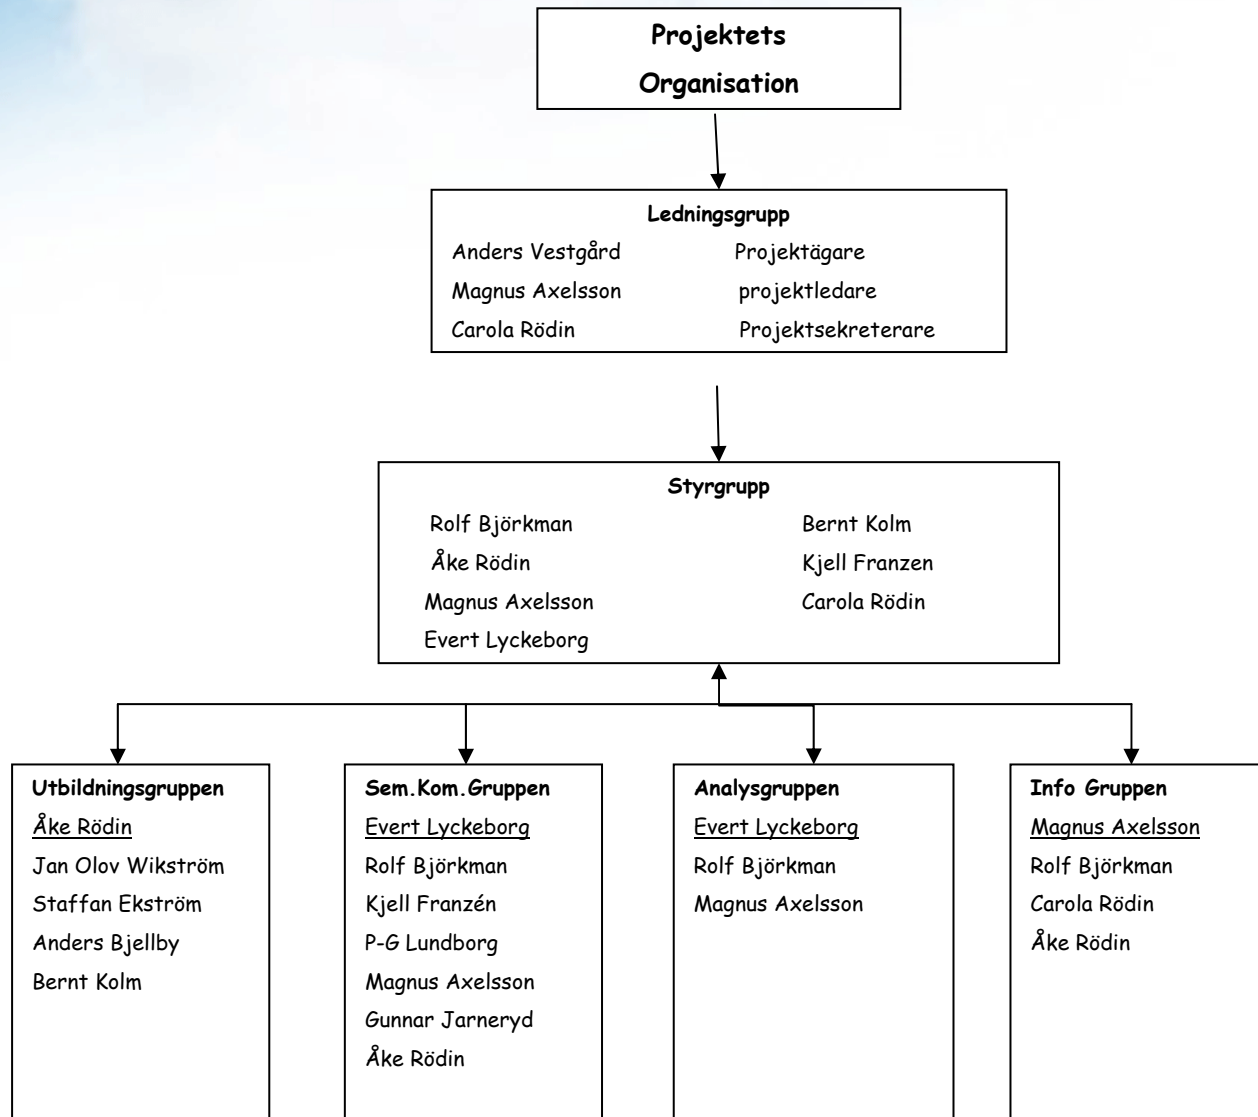 Projektets
Organisation
Ledningsgrupp
Anders Vestgård Projektägare
Magnus Axelsson projektledare
Carola Rödin Projektsekreterare
Styrgrupp
Rolf Björkman Bernt Kolm
Åke Rödin Kjell Franzen
Magnus Axelsson Carola Rödin
Evert Lyckeborg
Utbildningsgruppen
Åke Rödin
Jan Olov Wikström
Staffan Ekström
Anders Bjellby
Bernt Kolm
Sem.Kom.Gruppen
Evert Lyckeborg
Rolf Björkman
Kjell Franzén
P-G Lundborg
Magnus Axelsson
Gunnar Jarneryd
Åke Rödin
Analysgruppen
Evert Lyckeborg
Rolf Björkman
Magnus Axelsson
Info Gruppen
Magnus Axelsson
Rolf Björkman
Carola Rödin
Åke Rödin